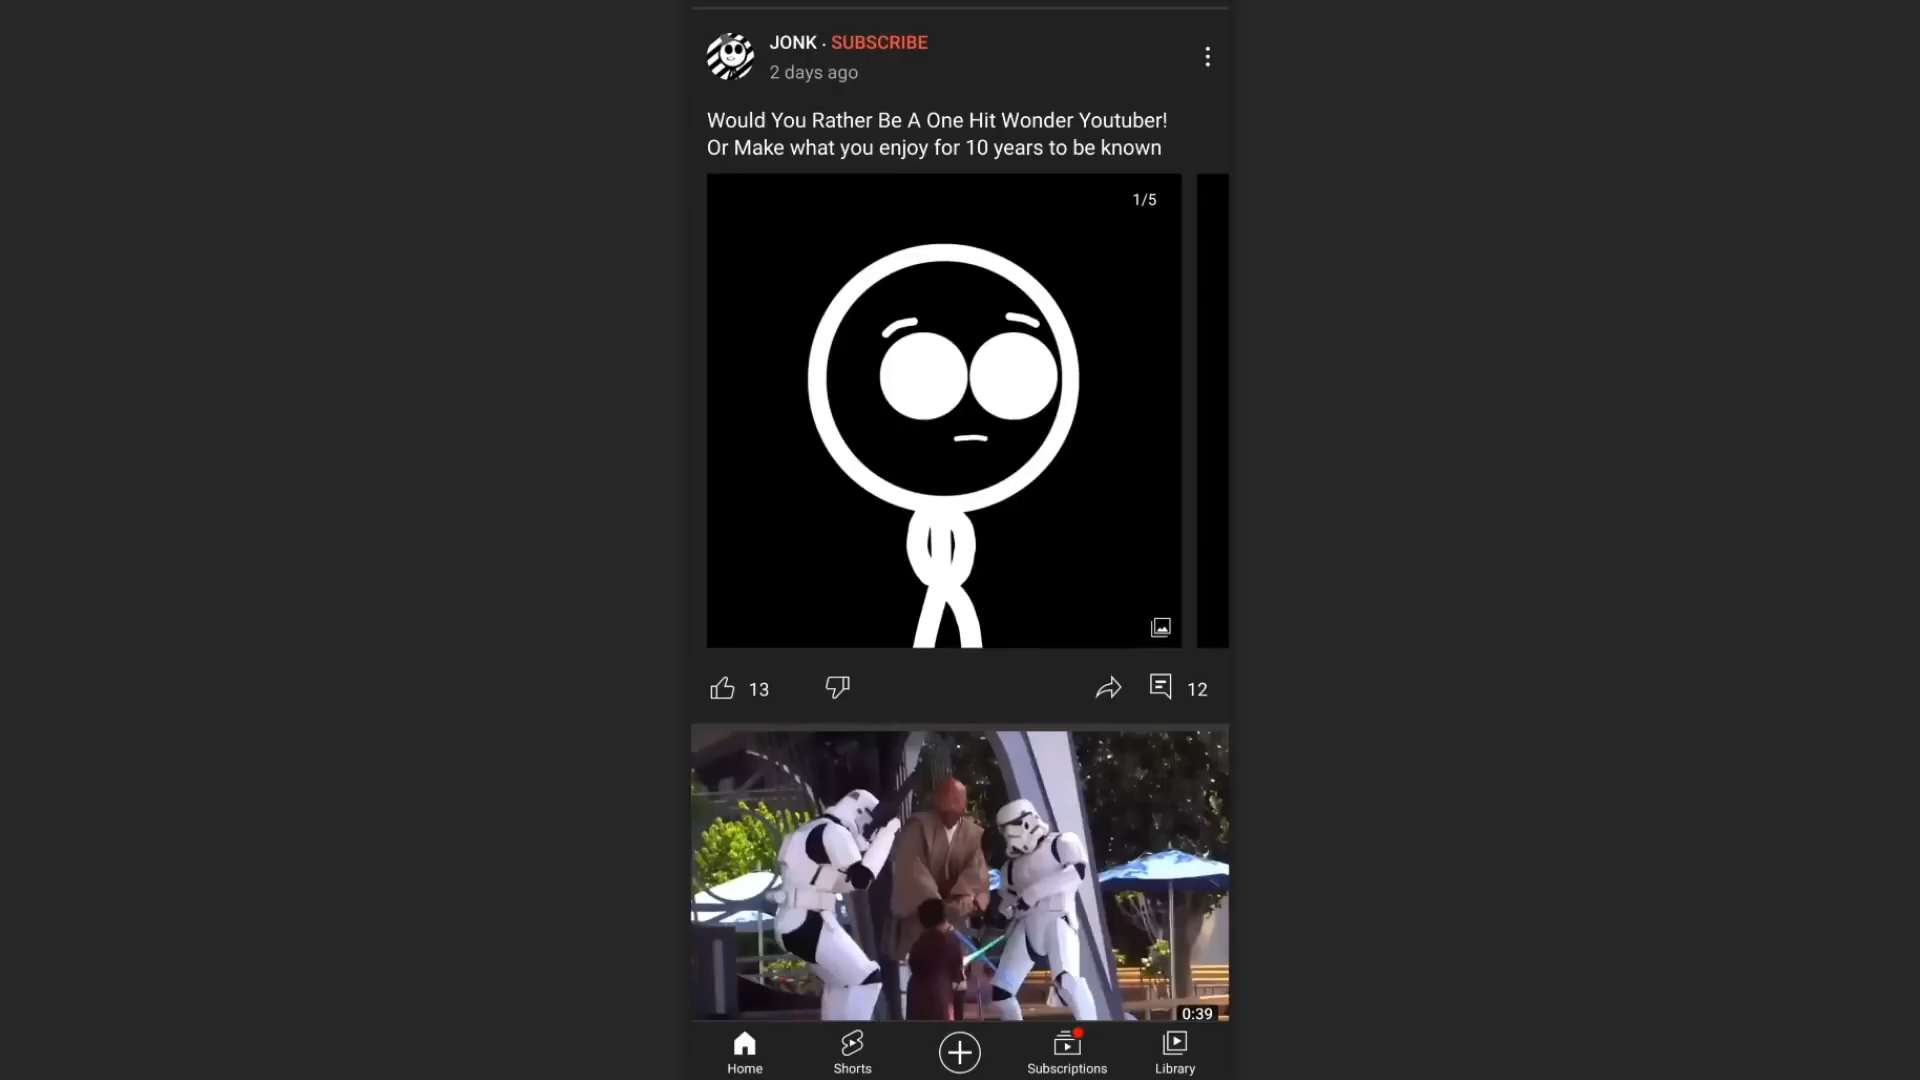 JONK · SUBSCRIBE
2 days ago
Would You Rather Be A One Hit Wonder Youtuber!
Or Make what you enjoy for 10 years to be known
1/5
13
12
0:39
Home
Shorts
Subscriptions
Library